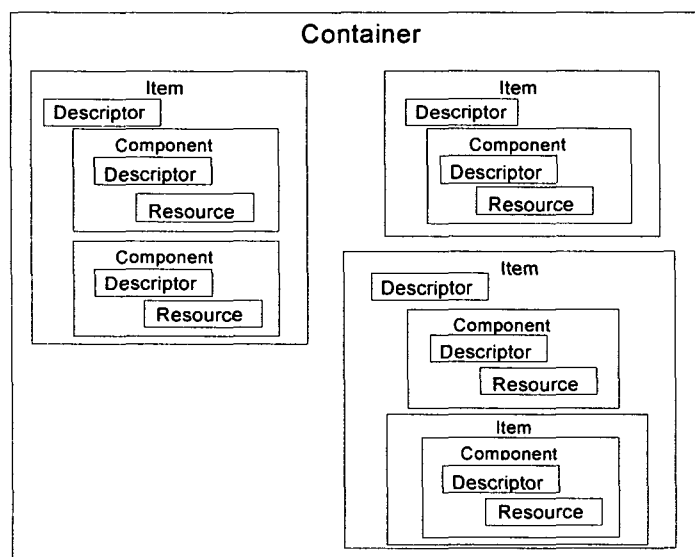 Container
Item
Descriptor
Component
Descriptor
Resource
Component
Descriptor
Resource
Item
Descriptor
Component
Descriptor
Resource
Item
Descriptor
Component
Descriptor
Resource
Item
Component
Descriptor
Resource